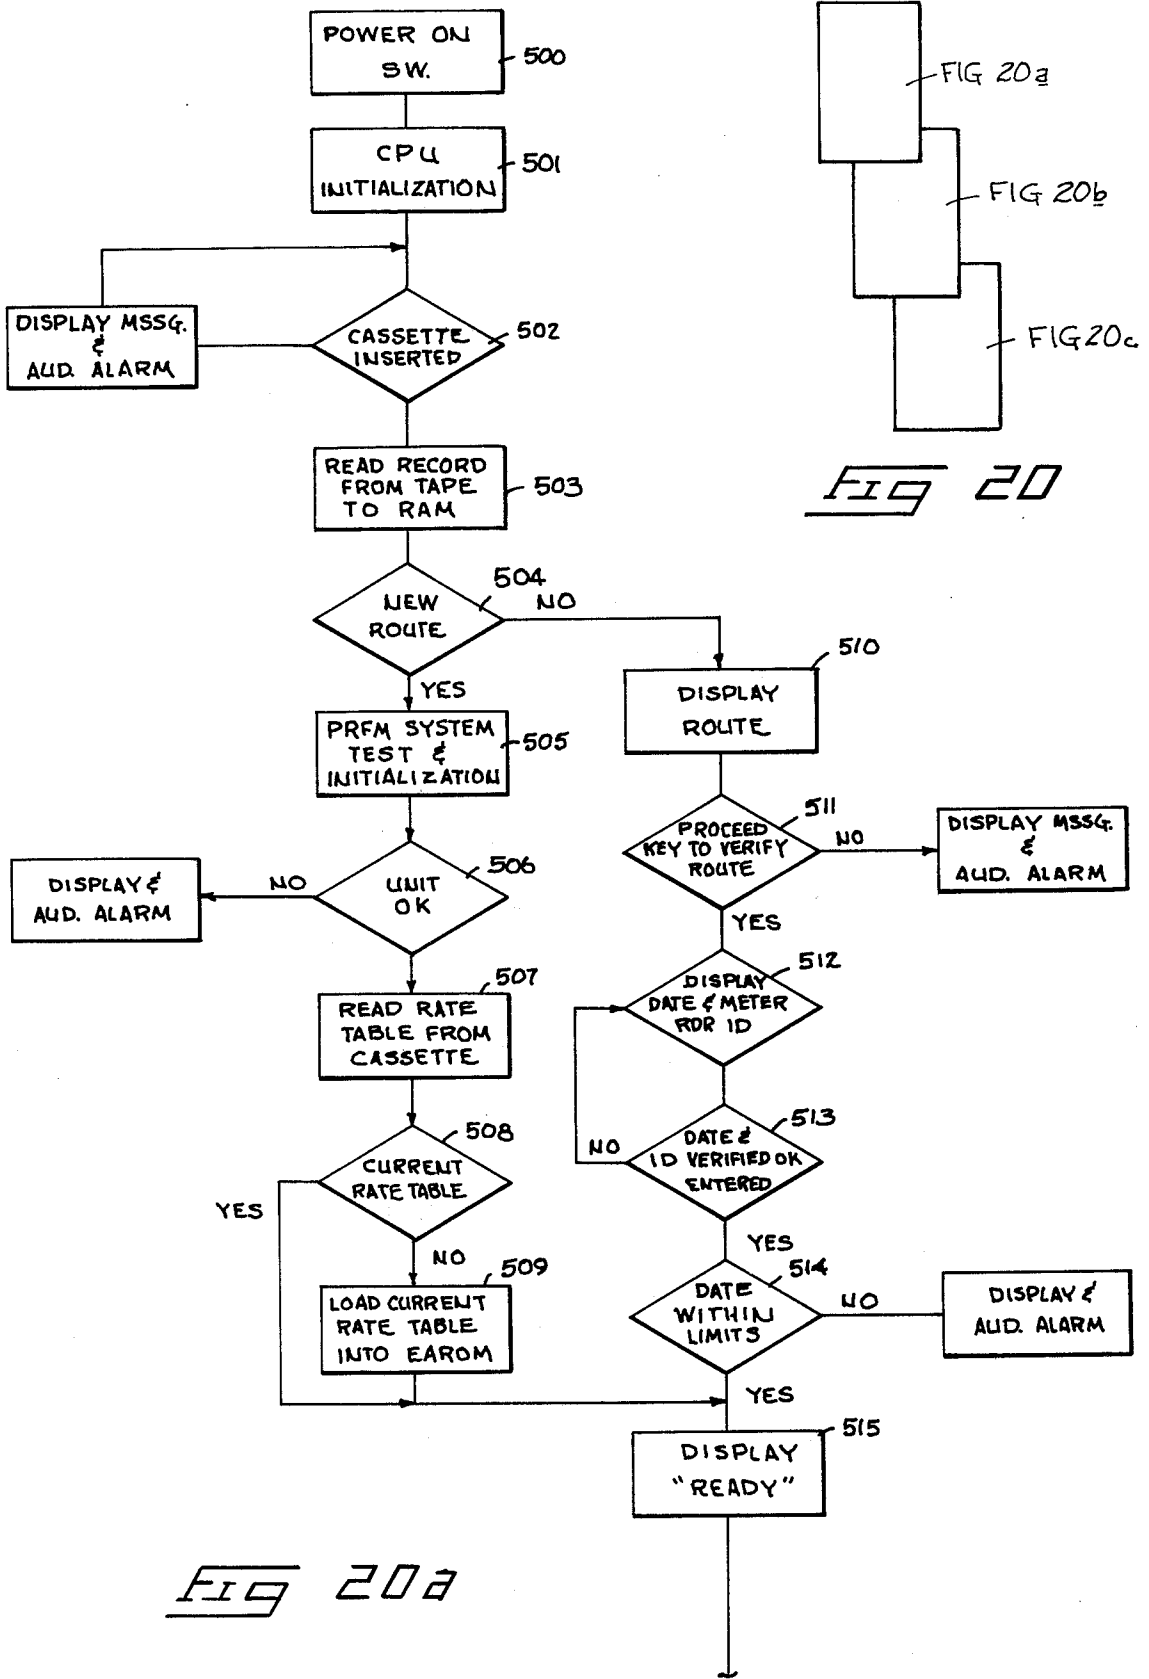 POWER ON
SW.
500
CPU
INITIALIZATION
501
DISPLAY MSSG.
&
AUD. ALARM
CASSETTE
INSERTED
502
READ RECORD
FROM TAPE
TO RAM
503
NEW
ROUTE
504
NO
YES
PRFM SYSTEM
TEST &
INITIALIZATION
505
UNIT
OK
506
NO
DISPLAY &
AUD. ALARM
507
READ RATE
TABLE FROM
CASSETTE
508
CURRENT
RATE TABLE
YES
NO
509
LOAD CURRENT
RATE TABLE
INTO EAROM
510
DISPLAY
ROUTE
511
PROCEED
KEY TO VERIFY
ROUTE
NO
DISPLAY MSSG.
&
AUD. ALARM
YES
512
DISPLAY
DATE & METER
RDR ID
513
DATE &
ID VERIFIED OK
ENTERED
NO
YES
514
DATE
WITHIN
LIMITS
NO
DISPLAY &
AUD. ALARM
YES
515
DISPLAY
"READY"
FIG 20a
FIG 20b
FIG 20c
Fig 20
Fig 20a